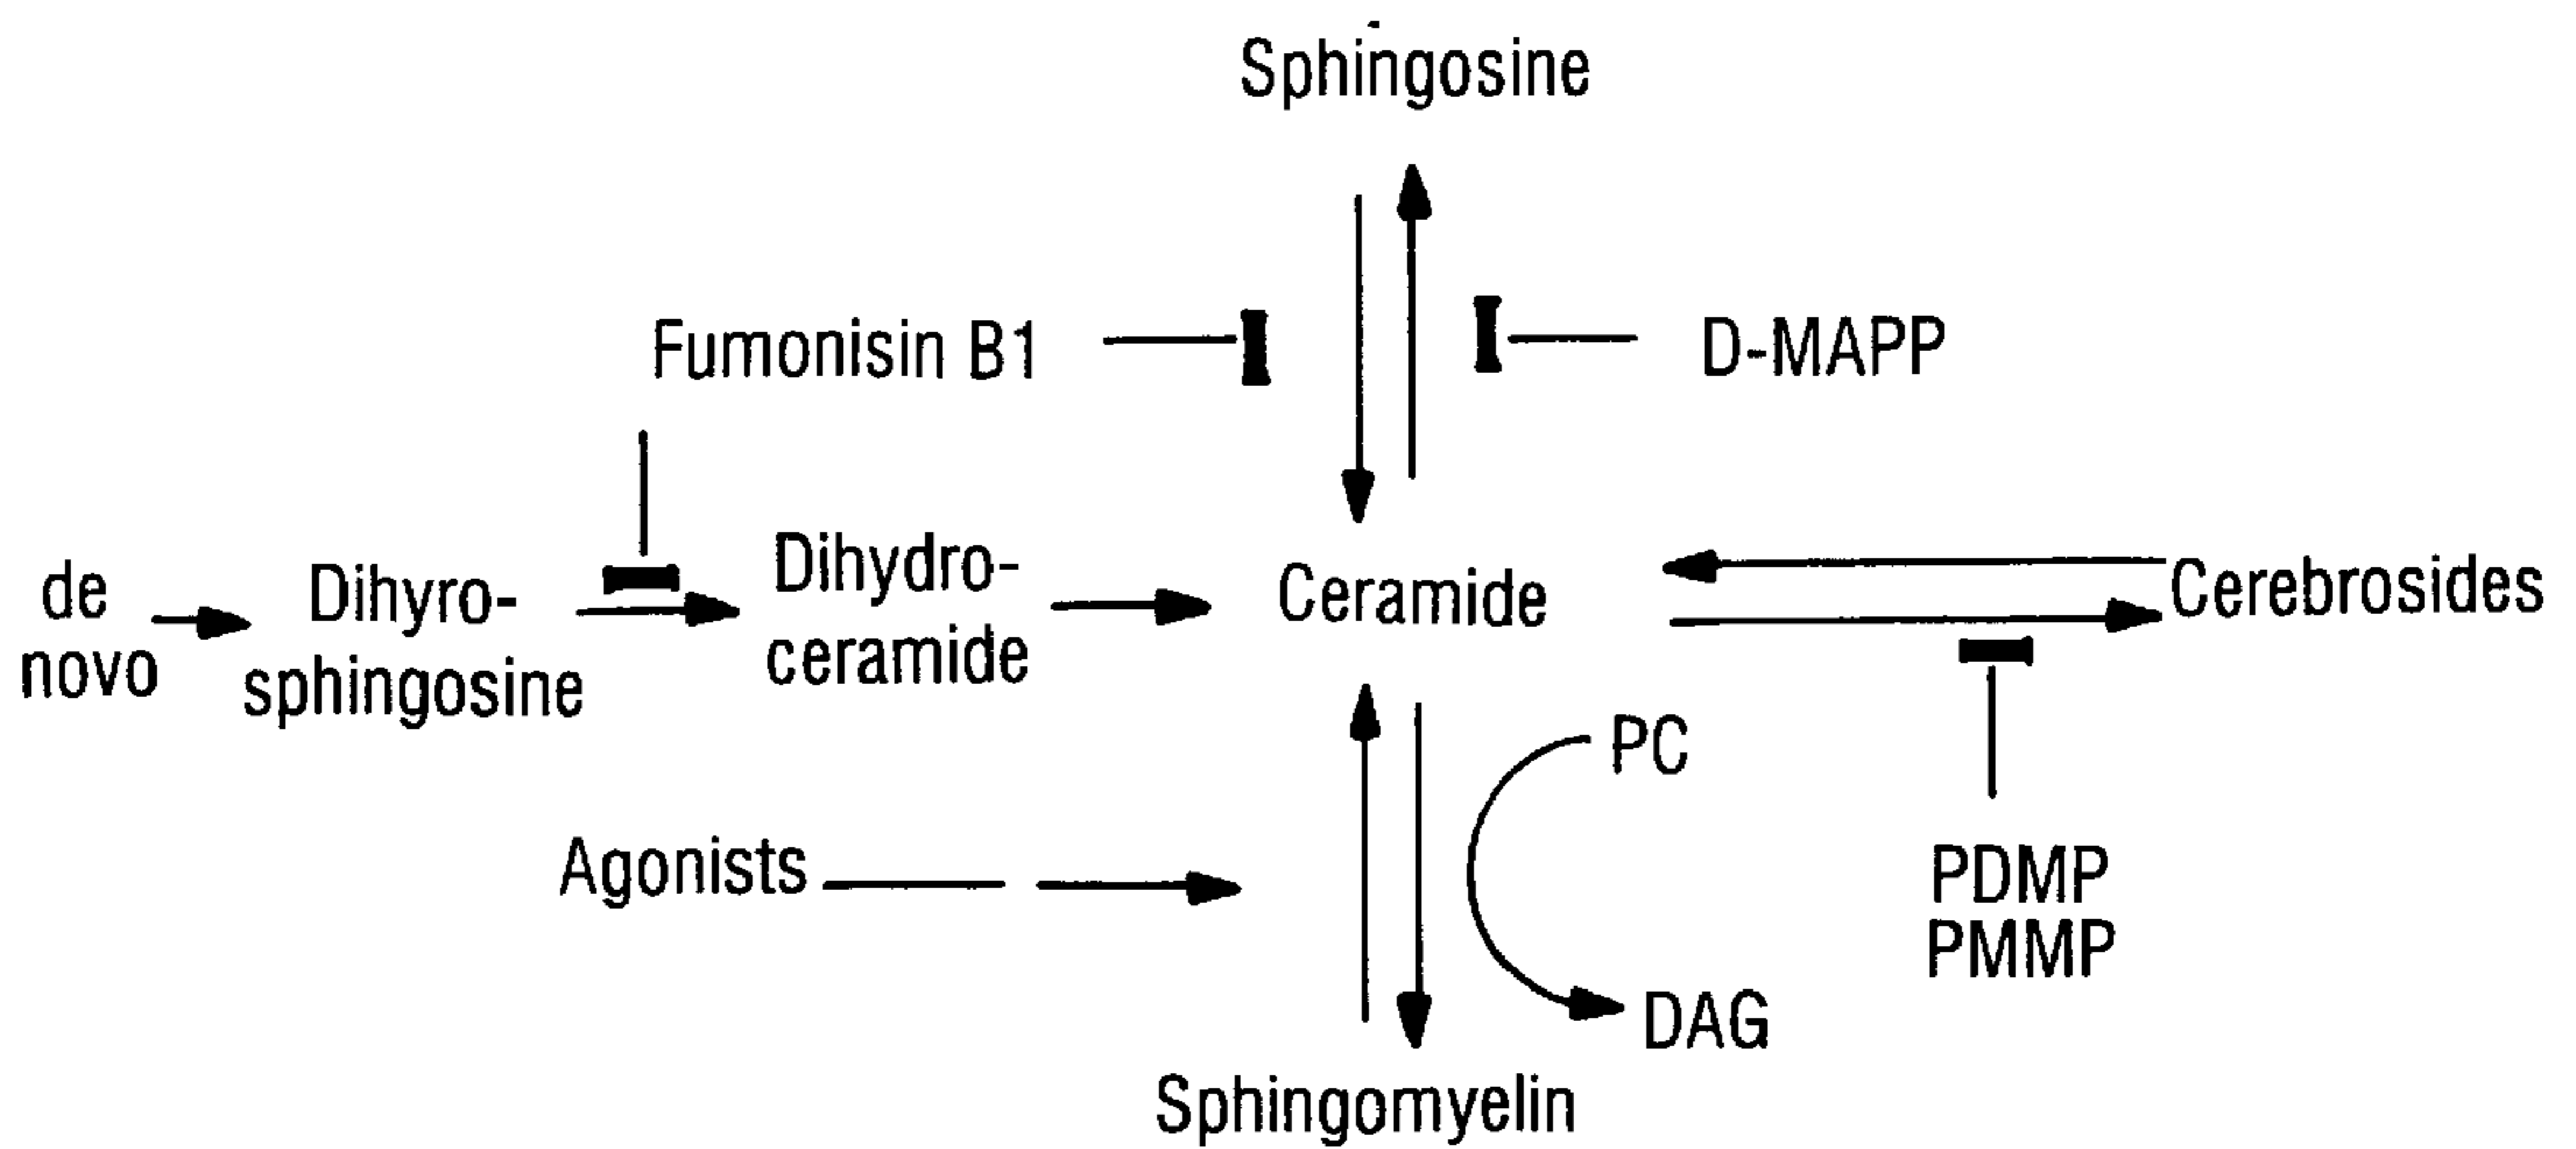 Sphingosine
Fumonisin B1
D-MAPP
de
novo
Dihyro-
sphingosine
Dihydro-
ceramide
Ceramide
Cerebrosides
PC
Agonists
DAG
PDMP
PMMP
Sphingomyelin